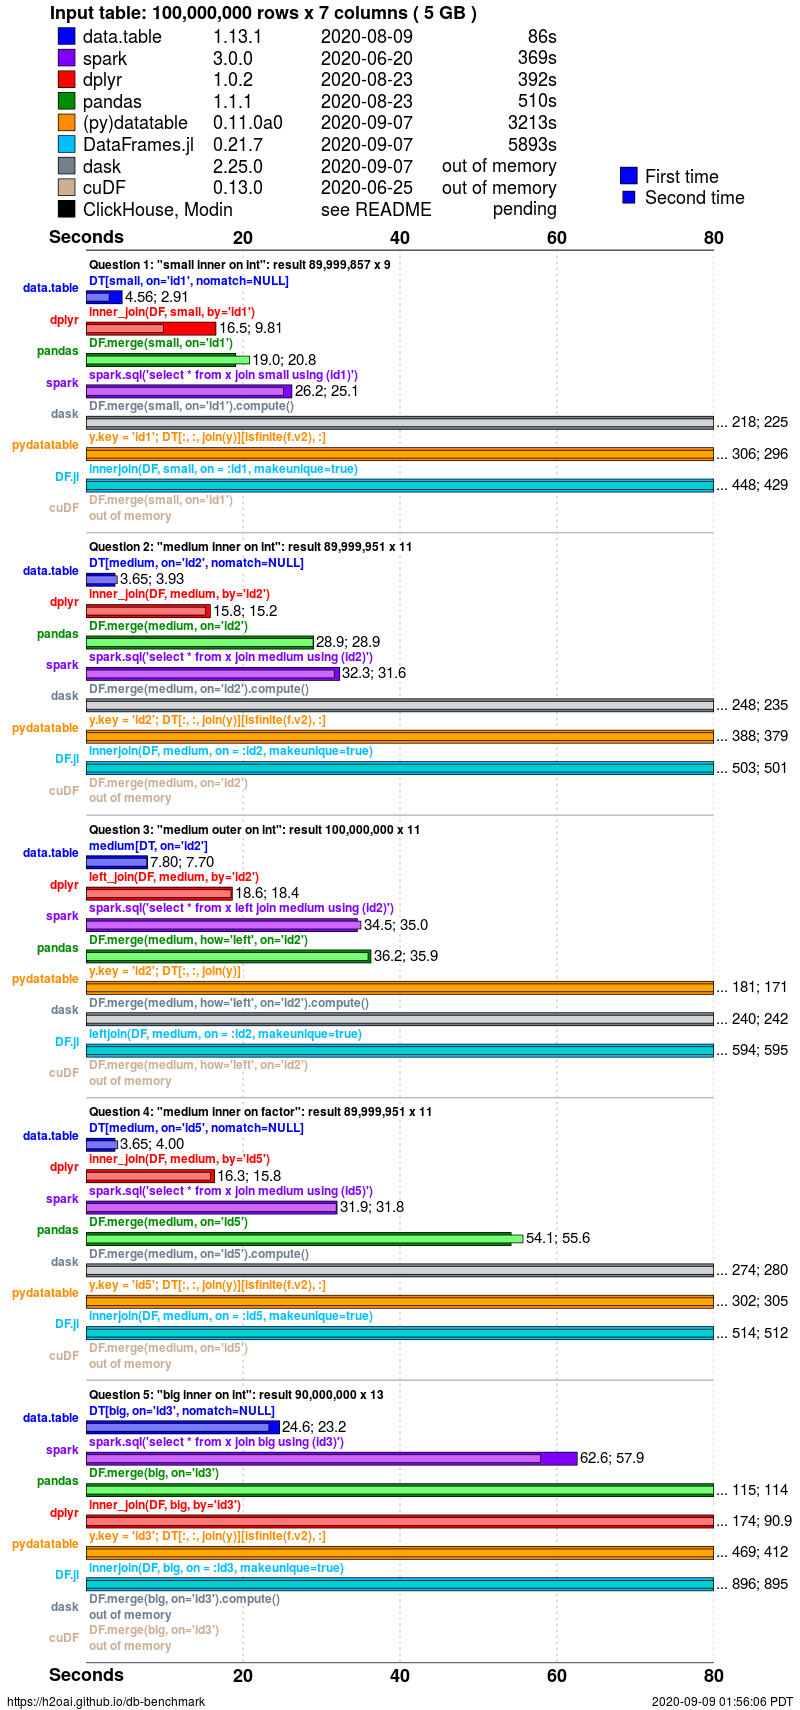 Input table: 100,000,000 rows x 7 columns ( 5 GB )
data.table 1.13.1 2020-08-09 86s
spark 3.0.0 2020-06-20 369s
dplyr 1.0.2 2020-08-23 392s
pandas 1.1.1 2020-08-23 510s
(py)datatable 0.11.0a0 2020-09-07 3213s
DataFrames.jl 0.21.7 2020-09-07 5893s
dask 2.25.0 2020-09-07 out of memory
cuDF 0.13.0 2020-06-25 out of memory
ClickHouse, Modin see README pending
First time
Second time
Seconds 20 40 60 80
Question 1: "small inner on int": result 89,999,857 x 9
DT[small, on='id1', nomatch=NULL]
data.table 4.56; 2.91
inner_join(DF, small, by='id1')
dplyr 16.5; 9.81
DF.merge(small, on='id1')
pandas 19.0; 20.8
spark.sql('select * from x join small using (id1)')
spark 26.2; 25.1
DF.merge(small, on='id1').compute()
dask ... 218; 225
y.key = 'id1'; DT[:, :, join(y)][isfinite(f.v2), :]
pydatatable ... 306; 296
innerjoin(DF, small, on = :id1, makeunique=true)
DF.jl ... 448; 429
DF.merge(small, on='id1')
cuDF out of memory
Question 2: "medium inner on int": result 89,999,951 x 11
DT[medium, on='id2', nomatch=NULL]
data.table 3.65; 3.93
inner_join(DF, medium, by='id2')
dplyr 15.8; 15.2
DF.merge(medium, on='id2')
pandas 28.9; 28.9
spark.sql('select * from x join medium using (id2)')
spark 32.3; 31.6
DF.merge(medium, on='id2').compute()
dask ... 248; 235
y.key = 'id2'; DT[:, :, join(y)][isfinite(f.v2), :]
pydatatable ... 388; 379
innerjoin(DF, medium, on = :id2, makeunique=true)
DF.jl ... 503; 501
DF.merge(medium, on='id2')
cuDF out of memory
Question 3: "medium outer on int": result 100,000,000 x 11
medium[DT, on='id2']
data.table 7.80; 7.70
left_join(DF, medium, by='id2')
dplyr 18.6; 18.4
spark.sql('select * from x left join medium using (id2)')
spark 34.5; 35.0
DF.merge(medium, how='left', on='id2')
pandas 36.2; 35.9
y.key = 'id2'; DT[:, :, join(y)]
pydatatable ... 181; 171
DF.merge(medium, how='left', on='id2').compute()
dask ... 240; 242
leftjoin(DF, medium, on = :id2, makeunique=true)
DF.jl ... 594; 595
DF.merge(medium, how='left', on='id2')
cuDF out of memory
Question 4: "medium inner on factor": result 89,999,951 x 11
DT[medium, on='id5', nomatch=NULL]
data.table 3.65; 4.00
inner_join(DF, medium, by='id5')
dplyr 16.3; 15.8
spark.sql('select * from x join medium using (id5)')
spark 31.9; 31.8
DF.merge(medium, on='id5')
pandas 54.1; 55.6
DF.merge(medium, on='id5').compute()
dask ... 274; 280
y.key = 'id5'; DT[:, :, join(y)][isfinite(f.v2), :]
pydatatable ... 302; 305
innerjoin(DF, medium, on = :id5, makeunique=true)
DF.jl ... 514; 512
DF.merge(medium, on='id5')
cuDF out of memory
Question 5: "big inner on int": result 90,000,000 x 13
DT[big, on='id3', nomatch=NULL]
data.table 24.6; 23.2
spark.sql('select * from x join big using (id3)')
spark 62.6; 57.9
DF.merge(big, on='id3')
pandas ... 115; 114
inner_join(DF, big, by='id3')
dplyr ... 174; 90.9
y.key = 'id3'; DT[:, :, join(y)][isfinite(f.v2), :]
pydatatable ... 469; 412
innerjoin(DF, big, on = :id3, makeunique=true)
DF.jl ... 896; 895
DF.merge(big, on='id3').compute()
dask out of memory
DF.merge(big, on='id3')
cuDF out of memory
Seconds 20 40 60 80
https://h2oai.github.io/db-benchmark 2020-09-09 01:56:06 PDT